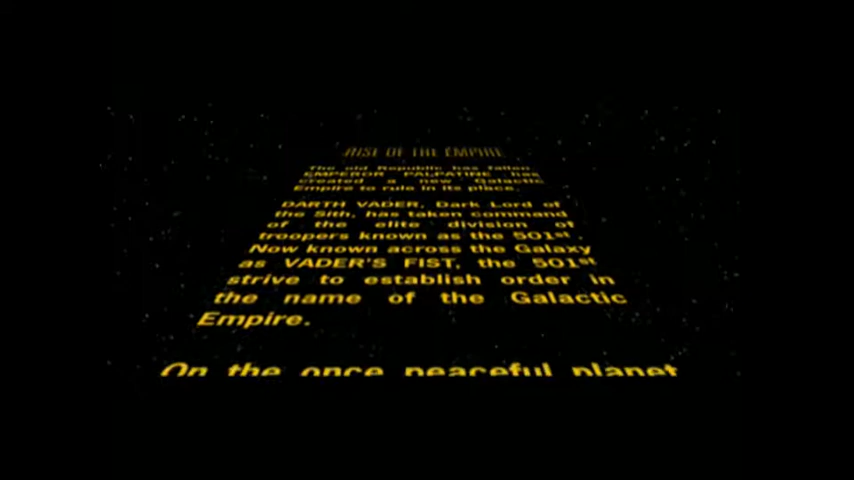 RISE OF THE EMPIRE
The old Republic has fallen.
EMPEROR PALPATINE has
created a new Galactic
Empire to rule in its place.
DARTH VADER, Dark Lord of
the Sith, has taken command
of the elite division of
troopers known as the 501st.
Now known across the Galaxy
as VADER'S FIST, the 501st
strive to establish order in
the name of the Galactic
Empire.
On the once peaceful planet